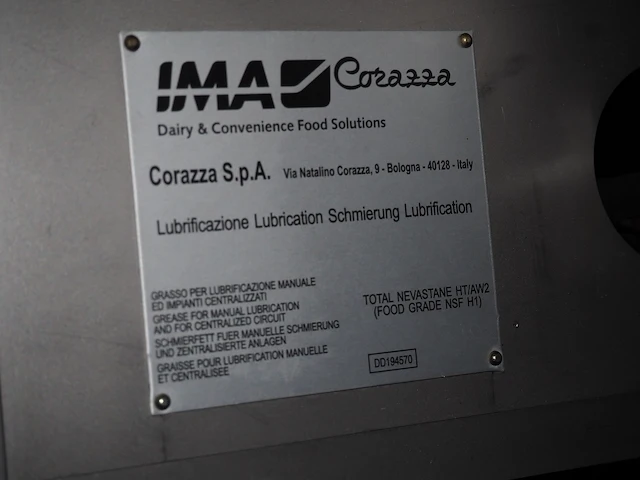 IMA Corazza
Dairy & Convenience Food Solutions
Corazza S.p.A. Via Natalino Corazza, 9 - Bologna - 40128 - Italy
Lubrificazione Lubrication Schmierung Lubrification
GRASSO PER LUBRIFICAZIONE MANUALE
ED IMPIANTI CENTRALIZZATI
GREASE FOR MANUAL LUBRICATION
AND FOR CENTRALIZED CIRCUIT
SCHMIERFETT FUER MANUELLE SCHMIERUNG
UND ZENTRALISIERTE ANLAGEN
GRAISSE POUR LUBRIFICATION MANUELLE
ET CENTRALISEE
TOTAL NEVASTANE HT/AW2
(FOOD GRADE NSF H1)
DD194570